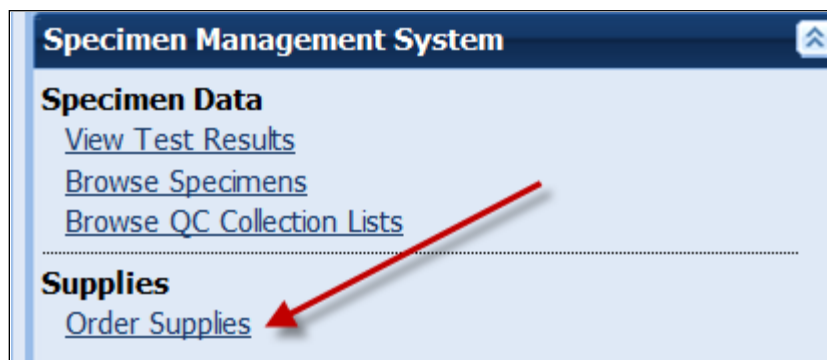 Specimen Management System
Specimen Data
View Test Results
Browse Specimens
Browse QC Collection Lists
Supplies
Order Supplies